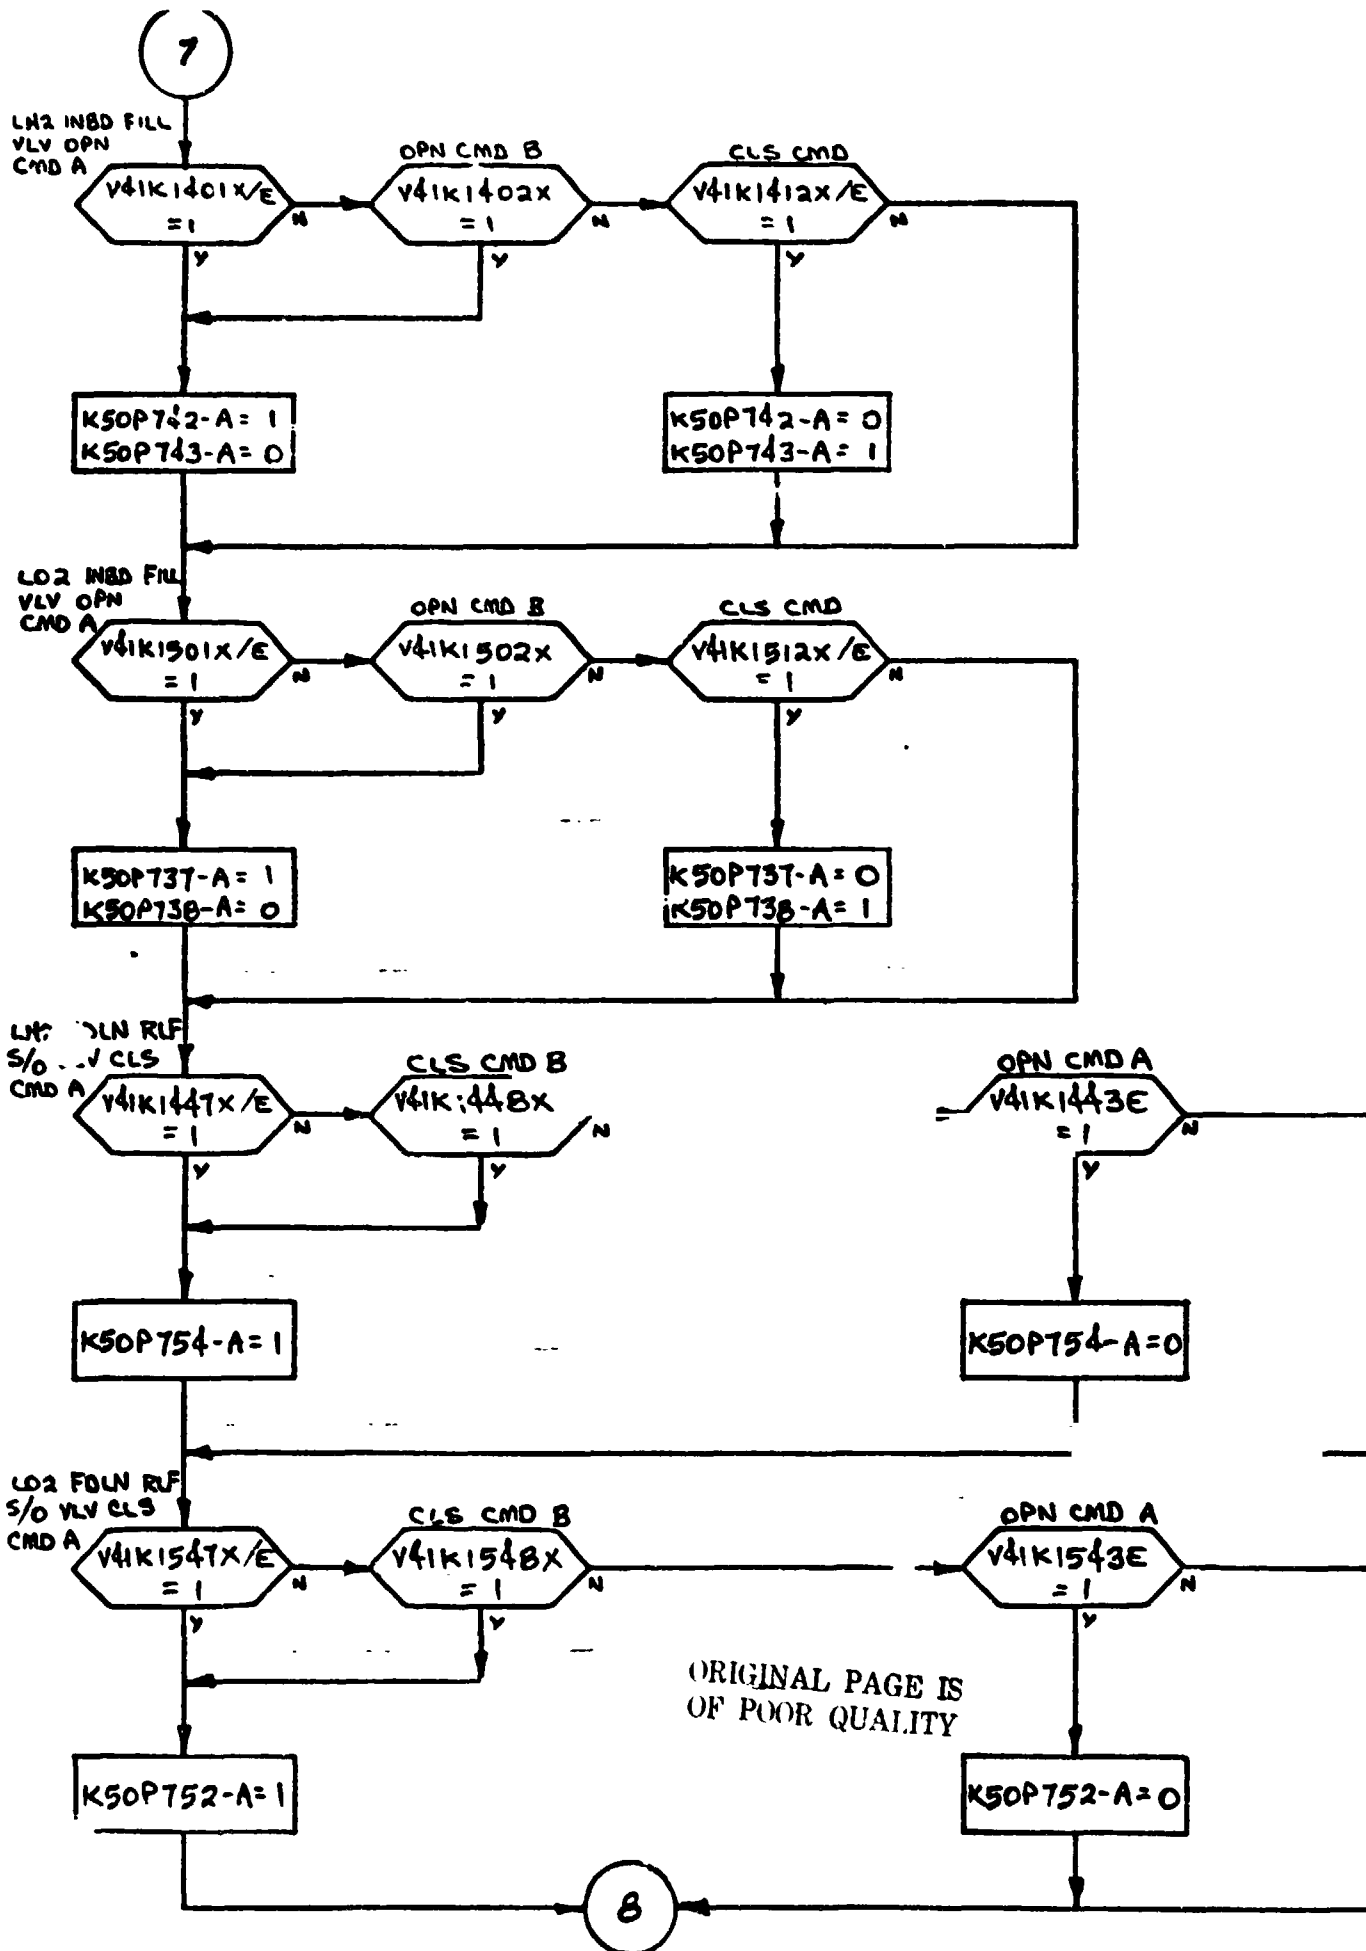 7
LH2 INBD FILL
VLV OPN
CMD A
V41K1401X/E
= 1
N
Y
OPN CMD B
V41K1402X
= 1
N
Y
CLS CMD
V41K1412X/E
= 1
N
Y
K50P742-A = 1
K50P743-A = 0
K50P742-A = 0
K50P743-A = 1
LO2 INBD FILL
VLV OPN
CMD A
V41K1501X/E
= 1
N
Y
OPN CMD B
V41K1502X
= 1
N
Y
CLS CMD
V41K1512X/E
= 1
N
Y
K50P737-A = 1
K50P738-A = 0
K50P737-A = 0
K50P738-A = 1
RLF
S/O CLS
CMD A
V41K1447X/E
= 1
N
Y
CLS CMD B
= 1
N
Y
OPN CMD A
V41K1443E
= 1
N
Y
K50P754-A = 1
K50P754-A = 0
LO2 FDLN RLF
S/O VLV CLS
CMD A
V41K1547X/E
= 1
N
Y
CLS CMD B
V41K1548X
= 1
N
Y
OPN CMD A
V41K1543E
= 1
N
Y
ORIGINAL PAGE IS
OF POOR QUALITY
K50P752-A = 1
K50P752-A = 0
8